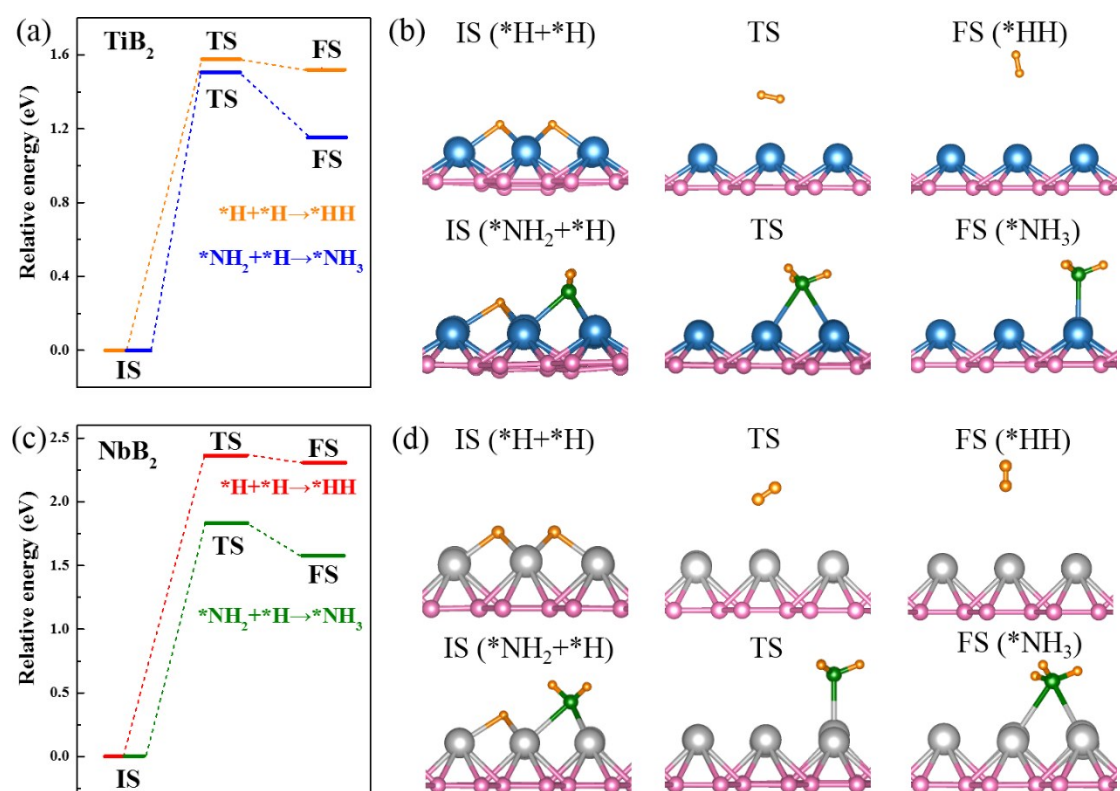 (a)
TiB₂
Relative energy (eV)
1.6
1.2
0.8
0.4
0.0
TS
FS
TS
FS
*H+*H→*HH
*NH₂+*H→*NH₃
IS
(b)
IS (*H+*H)
TS
FS (*HH)
IS (*NH₂+*H)
TS
FS (*NH₃)
(c)
NbB₂
Relative energy (eV)
2.5
2.0
1.5
1.0
0.5
0.0
TS
FS
*H+*H→*HH
TS
FS
*NH₂+*H→*NH₃
IS
(d)
IS (*H+*H)
TS
FS (*HH)
IS (*NH₂+*H)
TS
FS (*NH₃)